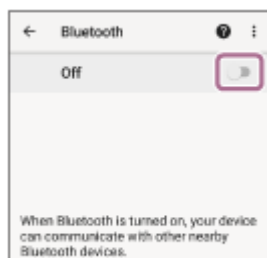 Bluetooth
Off
When Bluetooth is turned on, your device
can communicate with other nearby
Bluetooth devices.